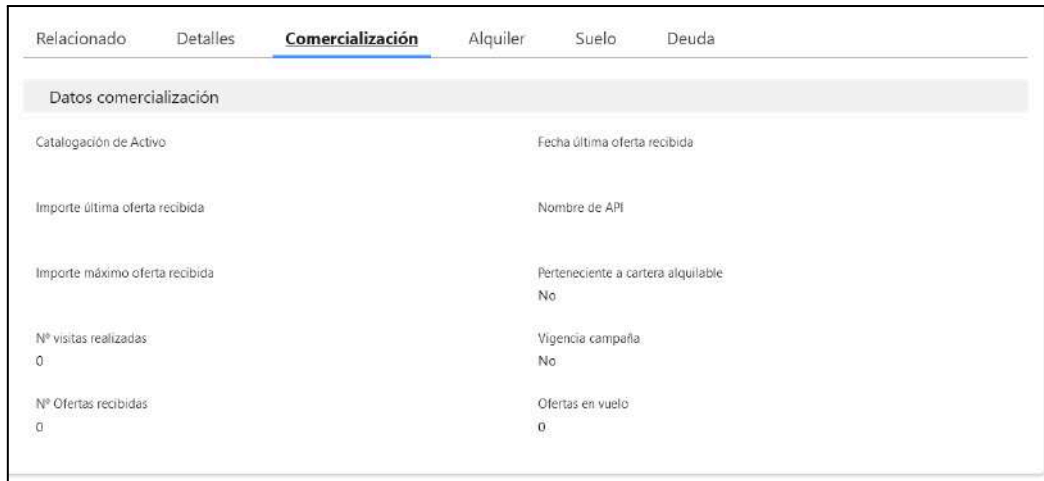 Relacionado Detalles Comercialización Alquiler Suelo Deuda
Datos comercialización
Catalogación de Activo Fecha última oferta recibida
Importe última oferta recibida Nombre de API
Importe máximo oferta recibida Perteneciente a cartera alquilable
No
Nº visitas realizadas Vigencia campaña
0 No
Nº Ofertas recibidas Ofertas en vuelo
0 0